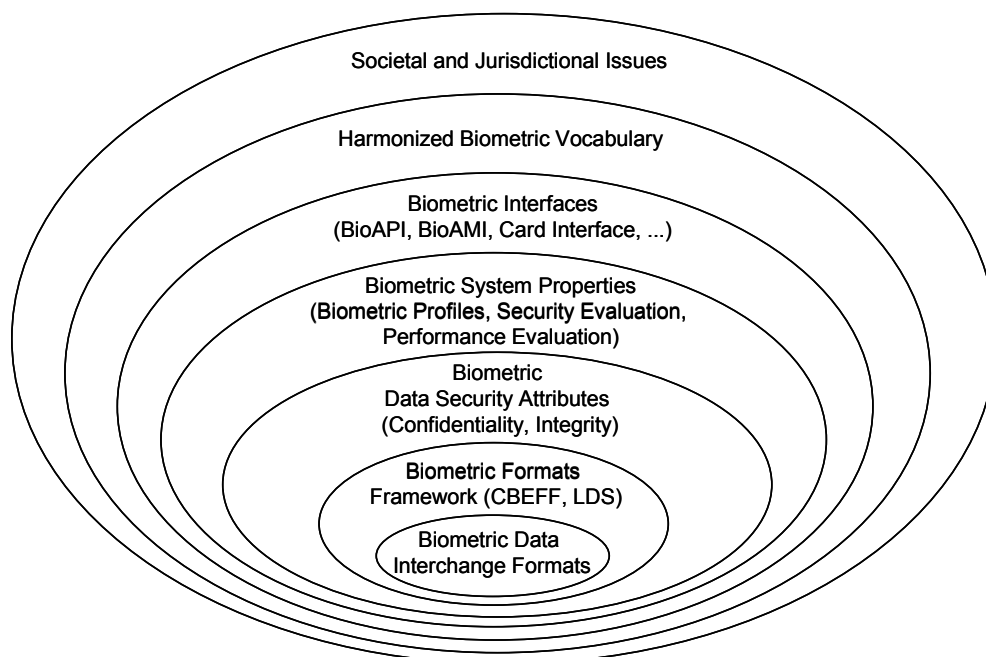 Societal and Jurisdictional Issues
Harmonized Biometric Vocabulary
Biometric Interfaces
(BioAPI, BioAMI, Card Interface, ...)
Biometric System Properties
(Biometric Profiles, Security Evaluation,
Performance Evaluation)
Biometric
Data Security Attributes
(Confidentiality, Integrity)
Biometric Formats
Framework (CBEFF, LDS)
Biometric Data
Interchange Formats